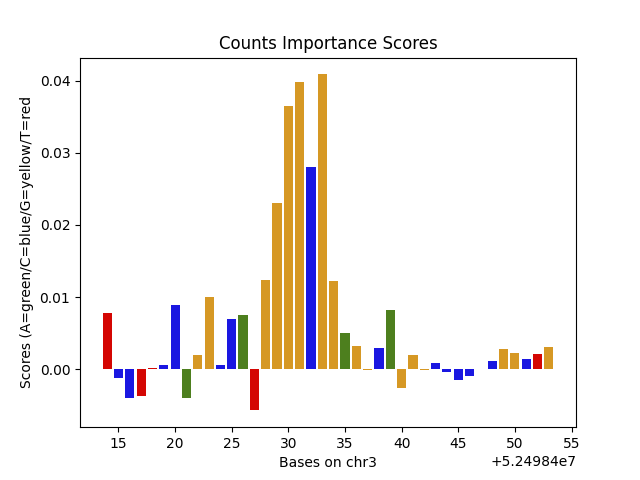 Counts Importance Scores
Scores (A=green/C=blue/G=yellow/T=red
0.04
0.03
0.02
0.01
0.00
15 20 25 30 35 40 45 50 55
Bases on chr3
+5.24984e7